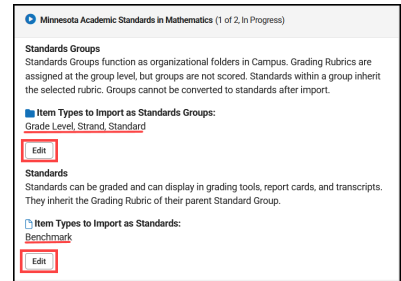 Minnesota Academic Standards in Mathematics (1 of 2, In Progress)
Standards Groups
Standards Groups function as organizational folders in Campus. Grading Rubrics are
assigned at the group level, but groups are not scored. Standards within a group inherit
the selected rubric. Groups cannot be converted to standards after import.
Item Types to Import as Standards Groups:
Grade Level, Strand, Standard
Edit
Standards
Standards can be graded and can display in grading tools, report cards, and transcripts.
They inherit the Grading Rubric of their parent Standard Group.
Item Types to Import as Standards:
Benchmark
Edit